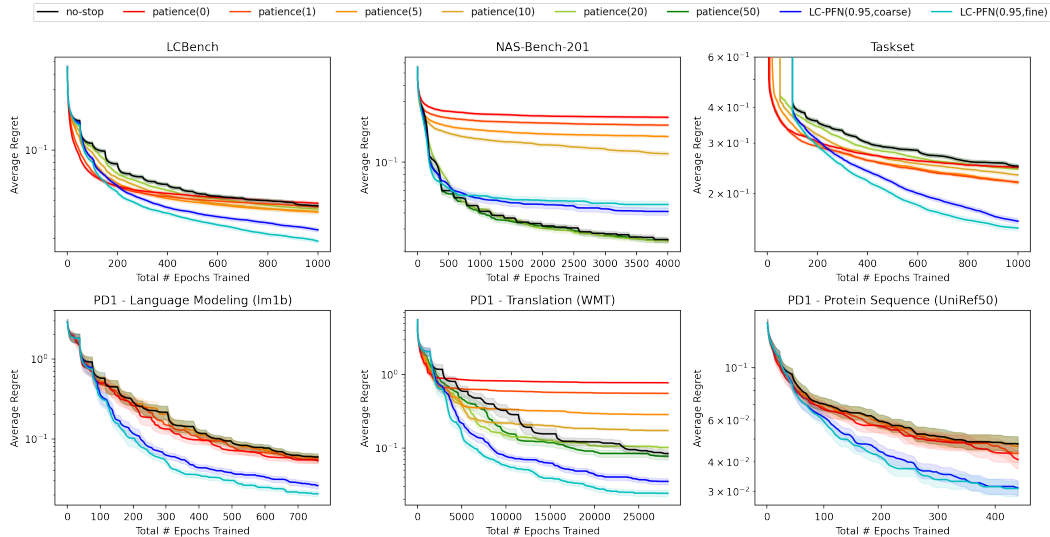 no-stop patience(0) patience(1) patience(5) patience(10) patience(20) patience(50) LC-PFN(0.95,coarse) LC-PFN(0.95,fine)
LCBench
Average Regret
10⁻¹
0 200 400 600 800 1000
Total # Epochs Trained
NAS-Bench-201
Average Regret
10⁻¹
0 500 1000 1500 2000 2500 3000 3500 4000
Total # Epochs Trained
Taskset
Average Regret
6 × 10⁻¹
4 × 10⁻¹
3 × 10⁻¹
2 × 10⁻¹
0 200 400 600 800 1000
Total # Epochs Trained
PD1 - Language Modeling (lm1b)
Average Regret
10⁰
10⁻¹
0 100 200 300 400 500 600 700
Total # Epochs Trained
PD1 - Translation (WMT)
Average Regret
10⁰
10⁻¹
0 5000 10000 15000 20000 25000
Total # Epochs Trained
PD1 - Protein Sequence (UniRef50)
Average Regret
10⁻¹
6 × 10⁻²
4 × 10⁻²
3 × 10⁻²
0 100 200 300 400
Total # Epochs Trained